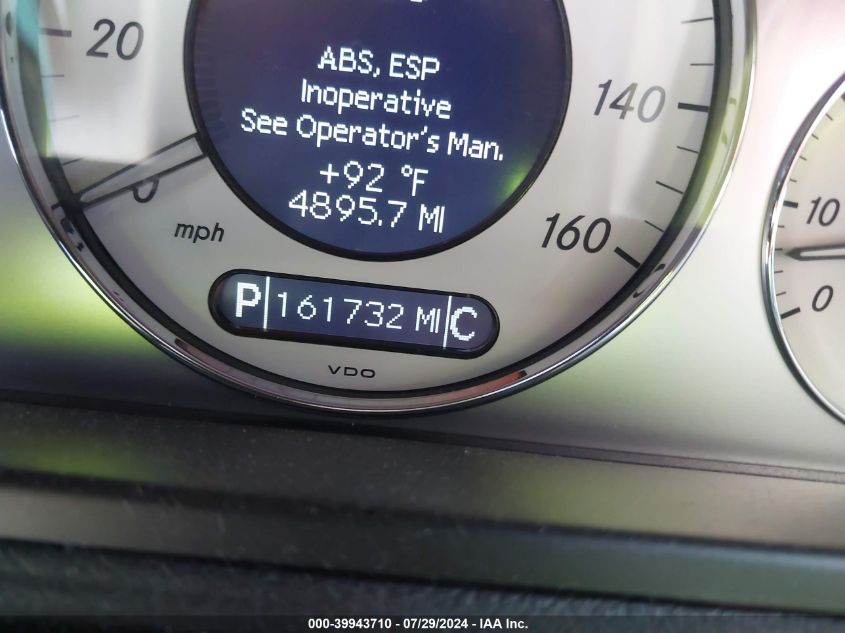 20
ABS, ESP
Inoperative
See Operator's Man.
+92 °F
4895.7 MI
140
0
mph
160
10
0
P 161732 MI C
VDO
000-39943710 - 07/29/2024 - IAA Inc.